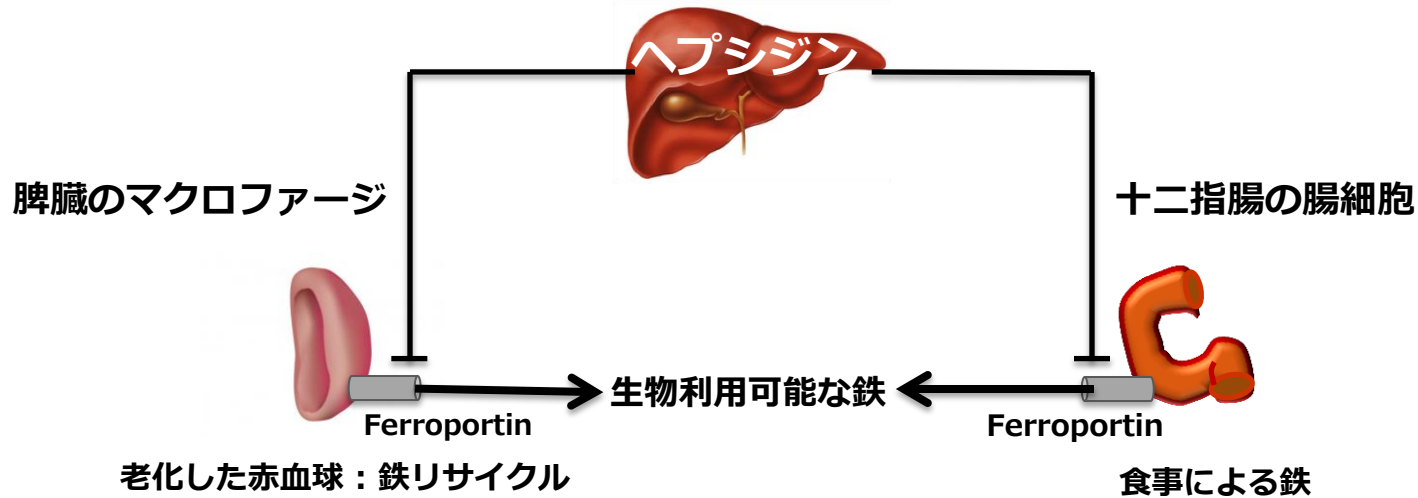 ヘプシジン
脾臓のマクロファージ
十二指腸の腸細胞
生物利用可能な鉄
Ferroportin
Ferroportin
老化した赤血球：鉄リサイクル
食事による鉄